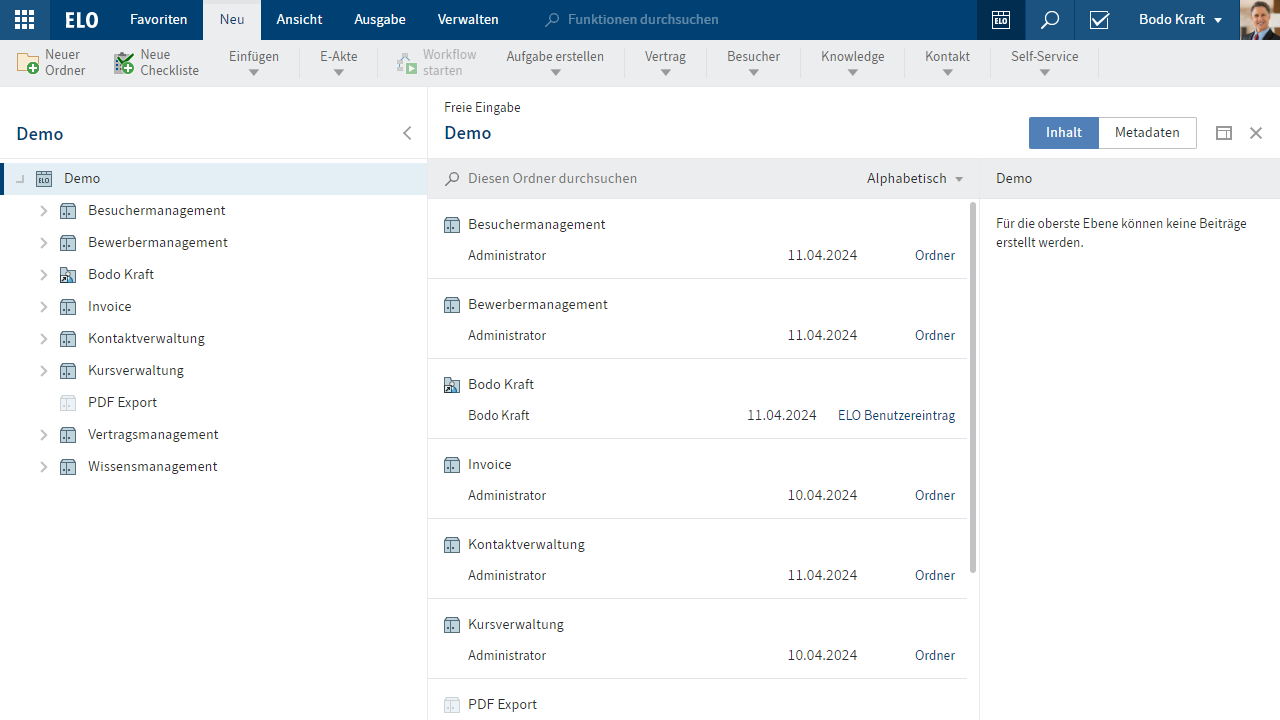 ELO Favoriten Neu Ansicht Ausgabe Verwalten Funktionen durchsuchen ELO Bodo Kraft
Neuer Ordner
Neue Checkliste
Einfügen
E-Akte
Workflow starten
Aufgabe erstellen
Vertrag
Besucher
Knowledge
Kontakt
Self-Service
Demo
ELO Demo
Besuchermanagement
Bewerbermanagement
Bodo Kraft
Invoice
Kontaktverwaltung
Kursverwaltung
PDF Export
Vertragsmanagement
Wissensmanagement
Freie Eingabe
Demo
Inhalt Metadaten
Diesen Ordner durchsuchen Alphabetisch
Besuchermanagement
Administrator 11.04.2024 Ordner
Bewerbermanagement
Administrator 11.04.2024 Ordner
Bodo Kraft
Bodo Kraft 11.04.2024 ELO Benutzereintrag
Invoice
Administrator 10.04.2024 Ordner
Kontaktverwaltung
Administrator 11.04.2024 Ordner
Kursverwaltung
Administrator 10.04.2024 Ordner
PDF Export
Demo
Für die oberste Ebene können keine Beiträge
erstellt werden.